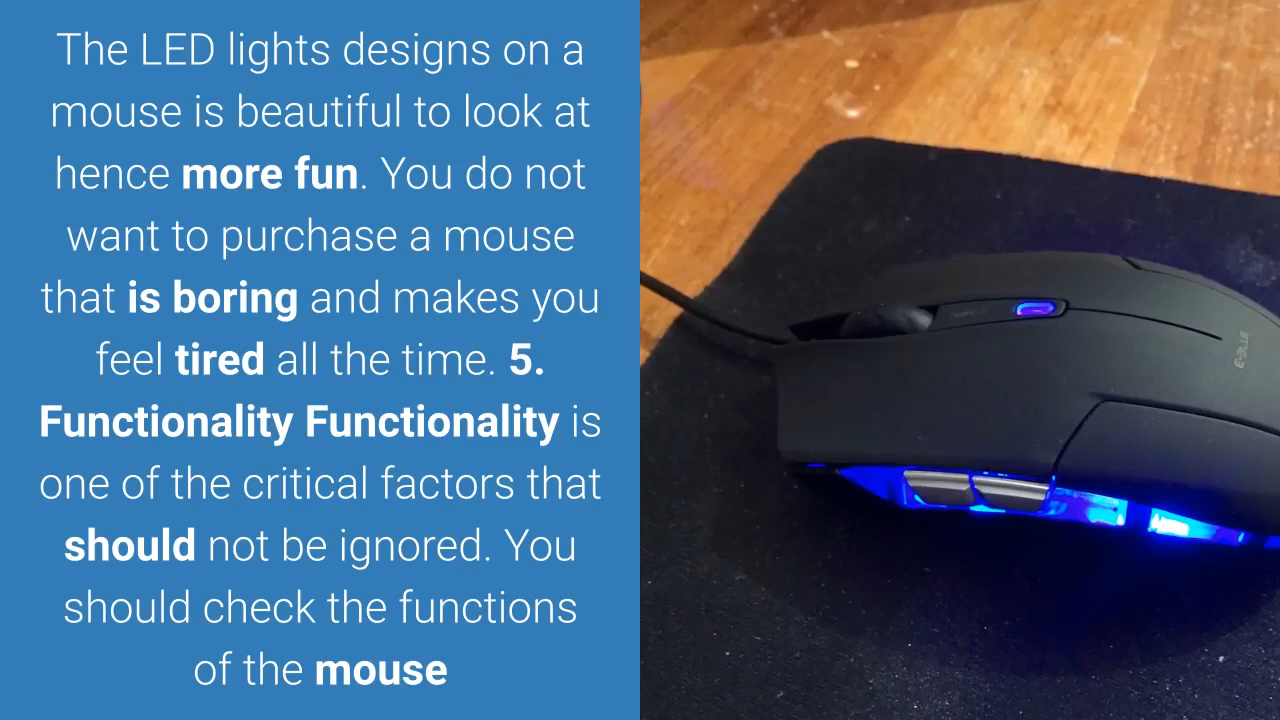 The LED lights designs on a
mouse is beautiful to look at
hence more fun. You do not
want to purchase a mouse
that is boring and makes you
feel tired all the time. 5.
Functionality Functionality is
one of the critical factors that
should not be ignored. You
should check the functions
of the mouse
E-BLUE